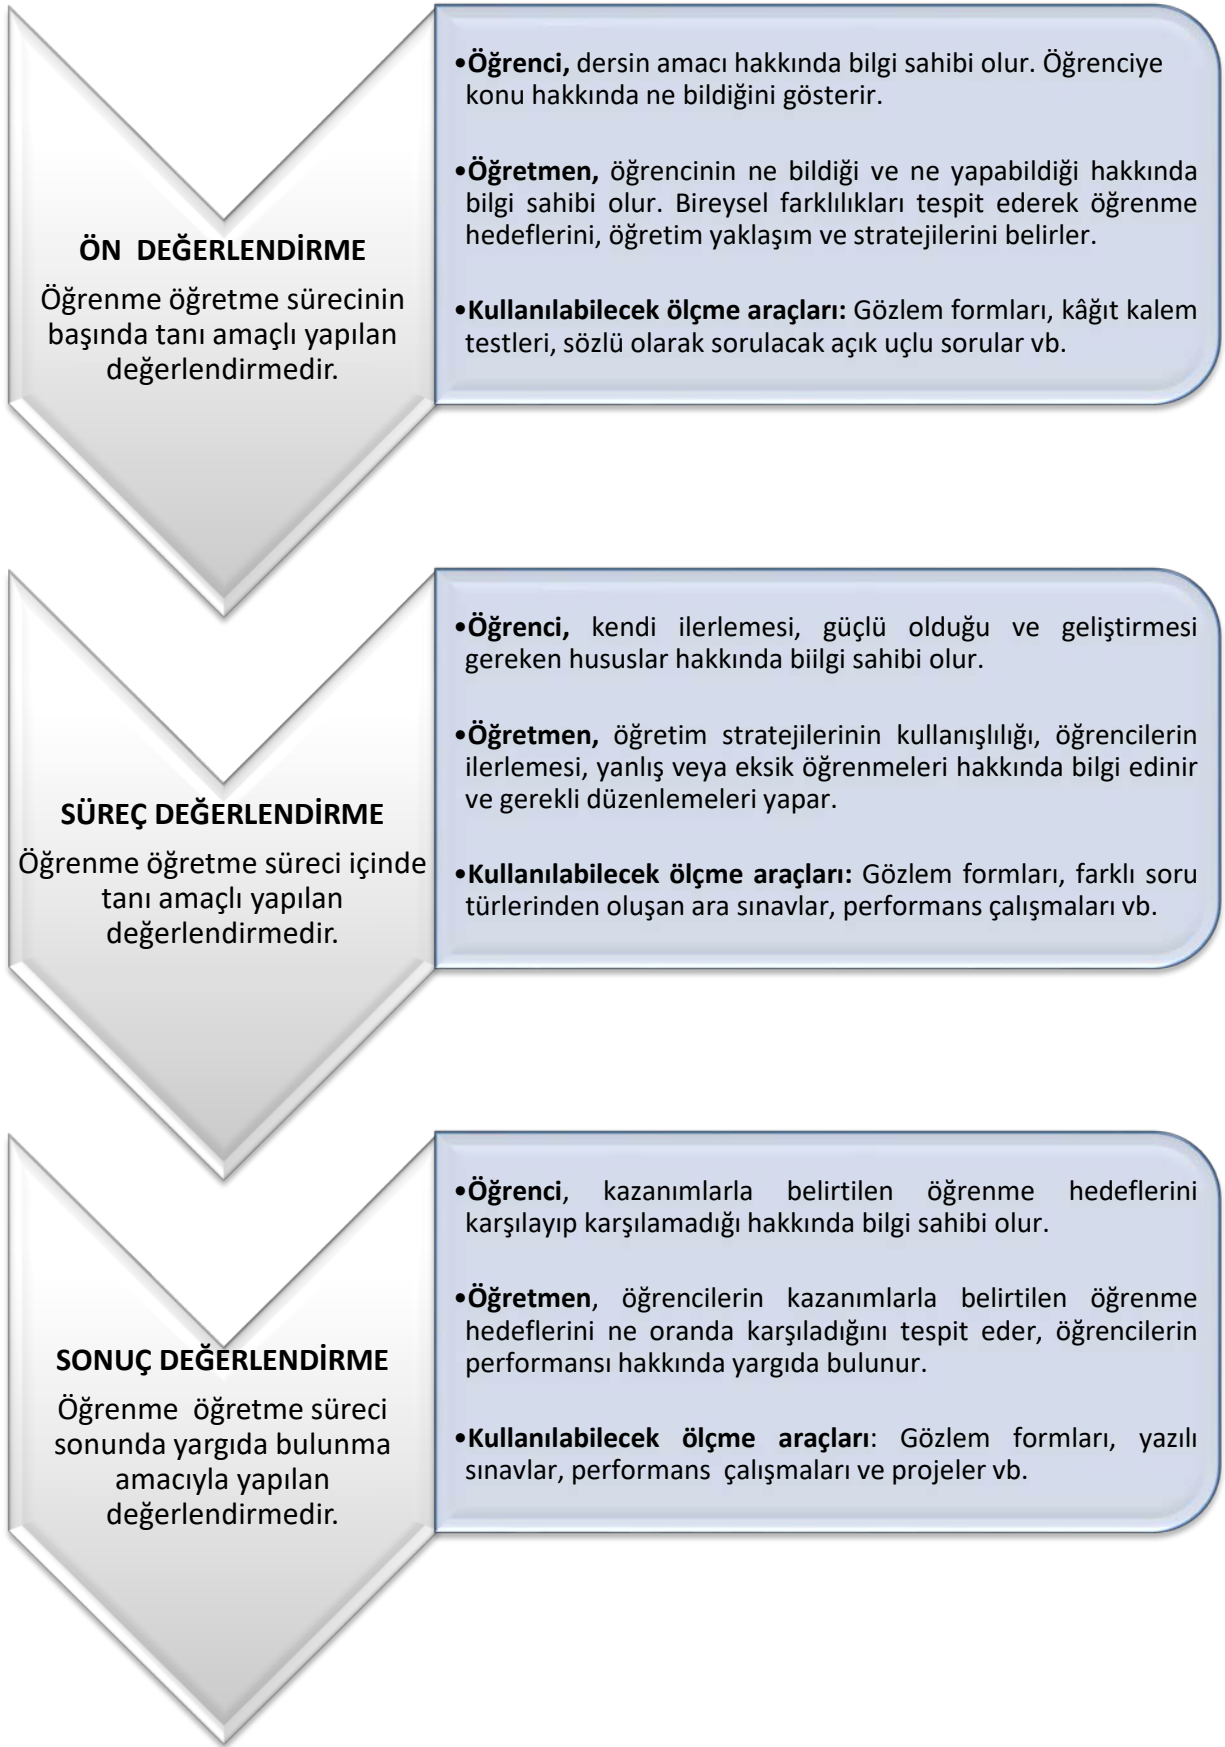 ÖN DEĞERLENDİRME
Öğrenme öğretme sürecinin
başında tanı amaçlı yapılan
değerlendirmedir.
•Öğrenci, dersin amacı hakkında bilgi sahibi olur. Öğrenciye
konu hakkında ne bildiğini gösterir.
•Öğretmen, öğrencinin ne bildiği ve ne yapabildiği hakkında
bilgi sahibi olur. Bireysel farklılıkları tespit ederek öğrenme
hedeflerini, öğretim yaklaşım ve stratejilerini belirler.
•Kullanılabilecek ölçme araçları: Gözlem formları, kâğıt kalem
testleri, sözlü olarak sorulacak açık uçlu sorular vb.
SÜREÇ DEĞERLENDİRME
Öğrenme öğretme süreci içinde
tanı amaçlı yapılan
değerlendirmedir.
•Öğrenci, kendi ilerlemesi, güçlü olduğu ve geliştirmesi
gereken hususlar hakkında biilgi sahibi olur.
•Öğretmen, öğretim stratejilerinin kullanışlılığı, öğrencilerin
ilerlemesi, yanlış veya eksik öğrenmeleri hakkında bilgi edinir
ve gerekli düzenlemeleri yapar.
•Kullanılabilecek ölçme araçları: Gözlem formları, farklı soru
türlerinden oluşan ara sınavlar, performans çalışmaları vb.
SONUÇ DEĞERLENDİRME
Öğrenme öğretme süreci
sonunda yargıda bulunma
amacıyla yapılan
değerlendirmedir.
•Öğrenci, kazanımlarla belirtilen öğrenme hedeflerini
karşılayıp karşılamadığı hakkında bilgi sahibi olur.
•Öğretmen, öğrencilerin kazanımlarla belirtilen öğrenme
hedeflerini ne oranda karşıladığını tespit eder, öğrencilerin
performansı hakkında yargıda bulunur.
•Kullanılabilecek ölçme araçları: Gözlem formları, yazılı
sınavlar, performans çalışmaları ve projeler vb.